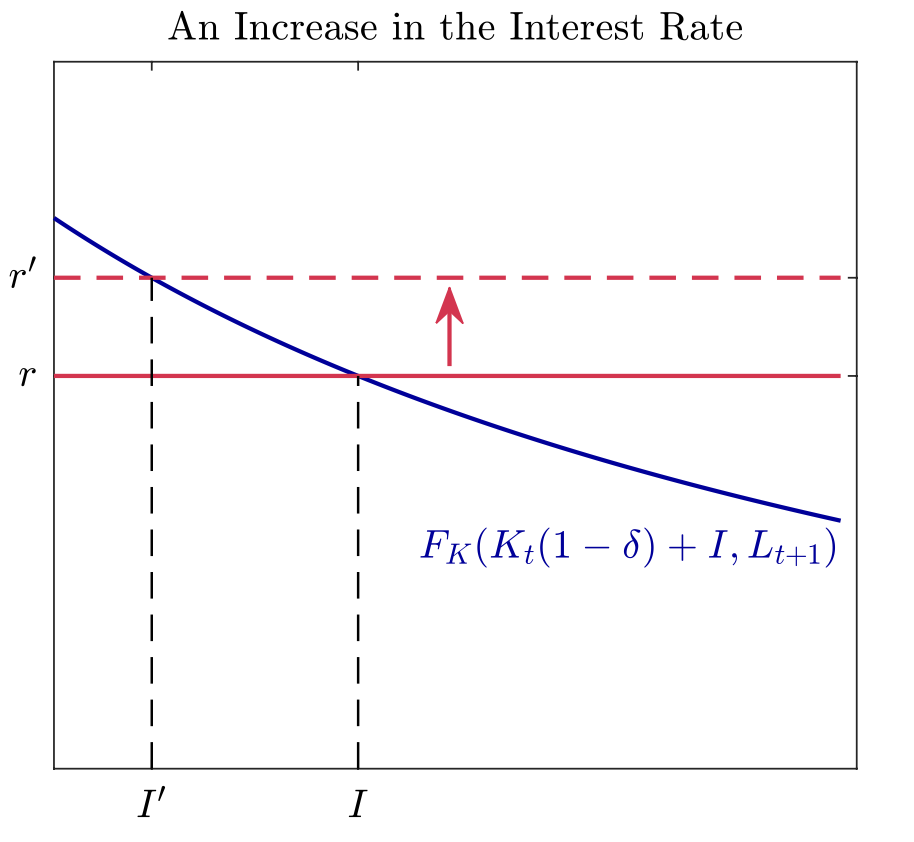 An Increase in the Interest Rate
r′
r
F_K(K_t(1 − δ) + I, L_{t+1})
I′ I